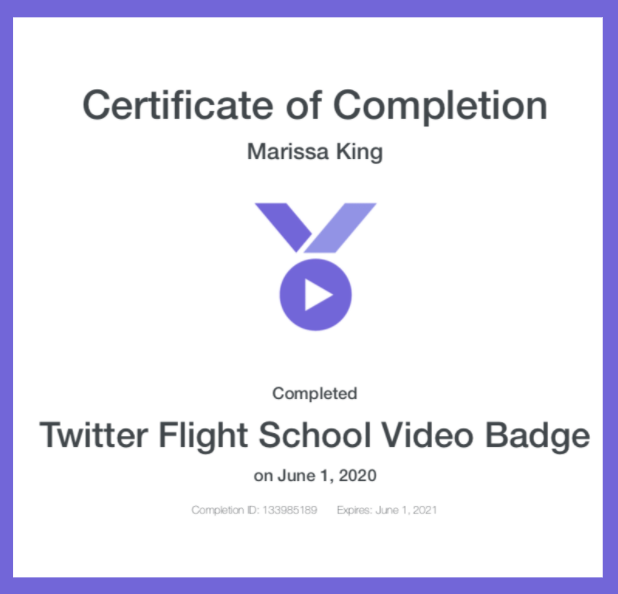 Certificate of Completion
Marissa King
Completed
Twitter Flight School Video Badge
on June 1, 2020
Completion ID: 133985189 Expires: June 1, 2021